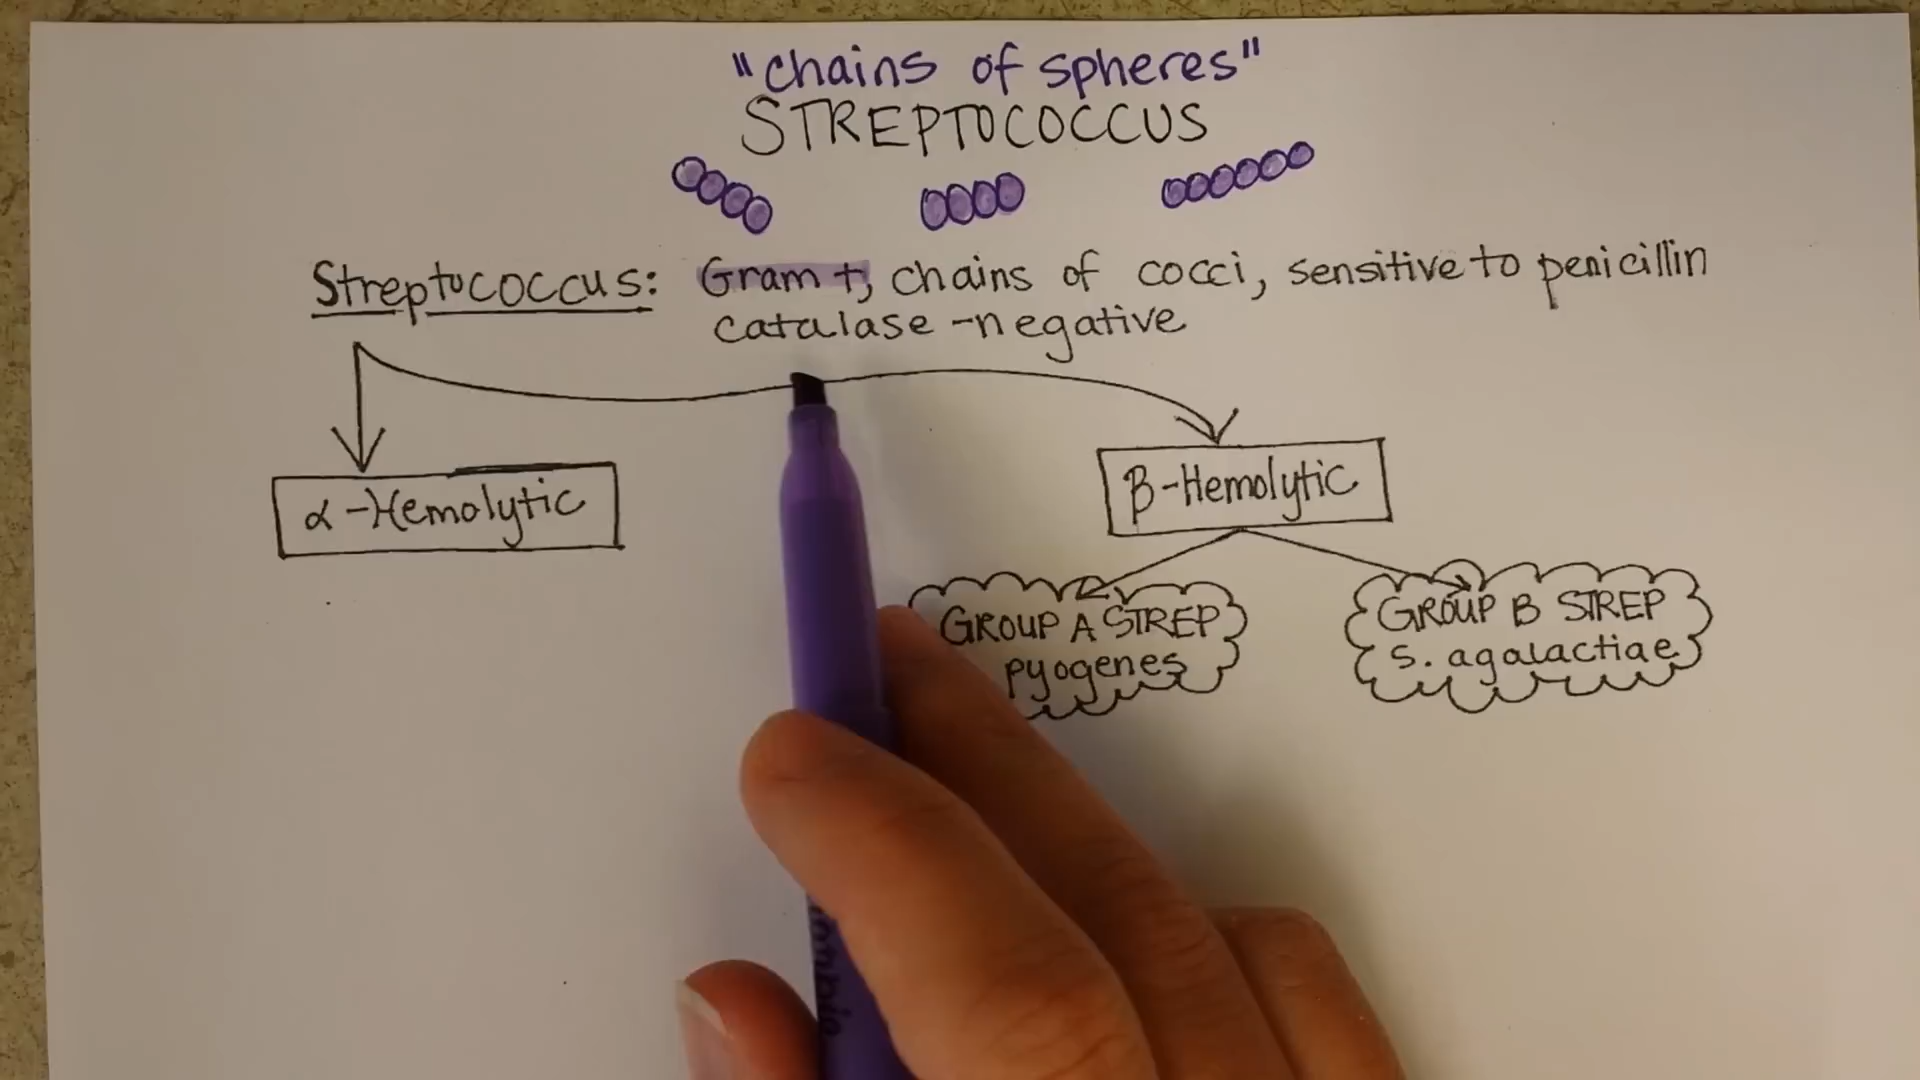 "chains of spheres"
STREPTOCOCCUS
Streptococcus: Gram +, chains of cocci, sensitive to penicillin
catalase-negative
α-Hemolytic
β-Hemolytic
GROUP A STREP
pyogenes
GROUP B STREP
S. agalactiae